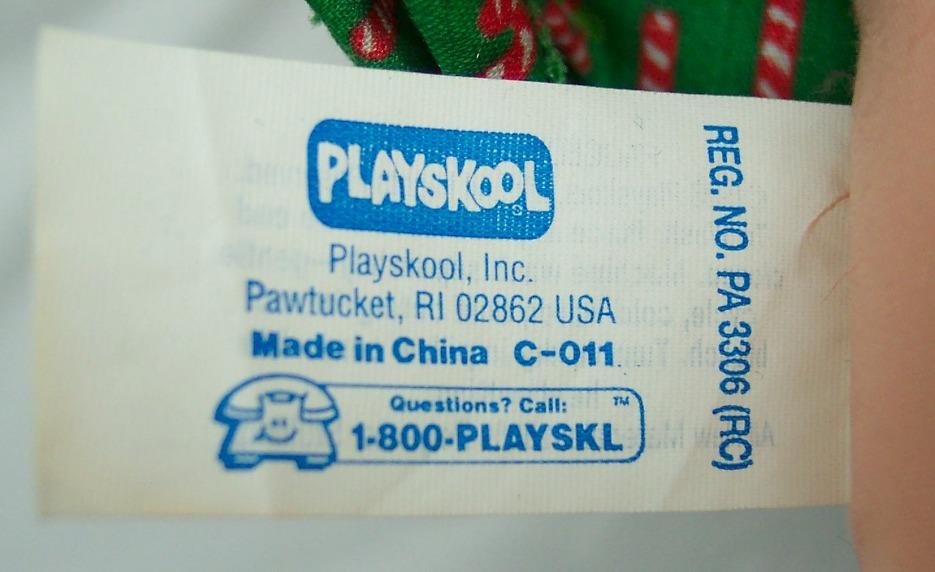 PLAYSKOOL®
Playskool, Inc.
Pawtucket, RI 02862 USA
Made in China C-011
Questions? Call: ™
1-800-PLAYSKL
REG. NO. PA 3306 (RC)